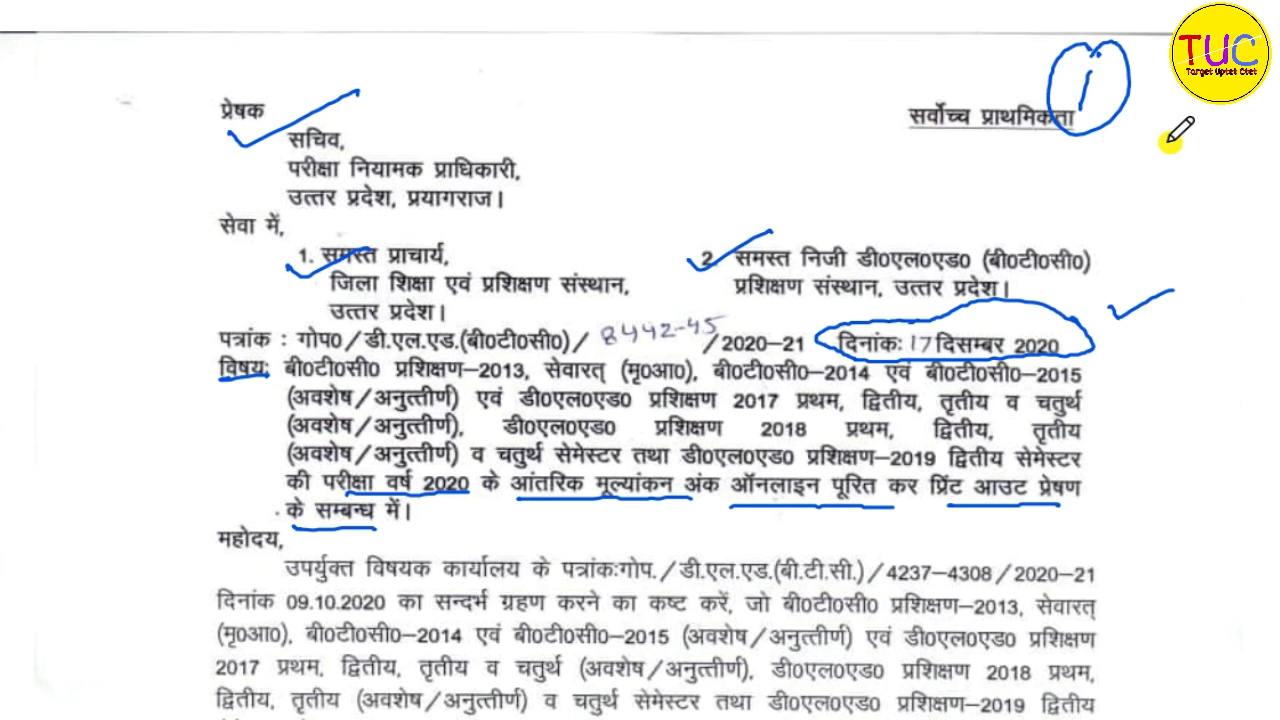 TUC
Target Uptet Ctet
1
प्रेषक
सर्वोच्च प्राथमिकता
सचिव,
परीक्षा नियामक प्राधिकारी,
उत्तर प्रदेश, प्रयागराज।
सेवा में,
1. समस्त प्राचार्य,
जिला शिक्षा एवं प्रशिक्षण संस्थान,
उत्तर प्रदेश।
2. समस्त निजी डी0एल0एड0 (बी0टी0सी0)
प्रशिक्षण संस्थान, उत्तर प्रदेश।
पत्रांक : गोप0/डी.एल.एड.(बी0टी0सी0)/ 8442-45 /2020-21 दिनांकः 17 दिसम्बर 2020
विषयः बी0टी0सी0 प्रशिक्षण-2013, सेवारत् (मृ0आ0), बी0टी0सी0-2014 एवं बी0टी0सी0-2015
(अवशेष/अनुत्तीर्ण) एवं डी0एल0एड0 प्रशिक्षण 2017 प्रथम, द्वितीय, तृतीय व चतुर्थ
(अवशेष/अनुत्तीर्ण), डी0एल0एड0 प्रशिक्षण 2018 प्रथम, द्वितीय, तृतीय
(अवशेष/अनुत्तीर्ण) व चतुर्थ सेमेस्टर तथा डी0एल0एड0 प्रशिक्षण-2019 द्वितीय सेमेस्टर
की परीक्षा वर्ष 2020 के आंतरिक मूल्यांकन अंक ऑनलाइन पूरित कर प्रिंट आउट प्रेषण
के सम्बन्ध में।
महोदय,
उपर्युक्त विषयक कार्यालय के पत्रांकःगोप./डी.एल.एड.(बी.टी.सी.)/4237-4308/2020-21
दिनांक 09.10.2020 का सन्दर्भ ग्रहण करने का कष्ट करें, जो बी0टी0सी0 प्रशिक्षण-2013, सेवारत्
(मृ0आ0), बी0टी0सी0-2014 एवं बी0टी0सी0-2015 (अवशेष/अनुत्तीर्ण) एवं डी0एल0एड0 प्रशिक्षण
2017 प्रथम, द्वितीय, तृतीय व चतुर्थ (अवशेष/अनुत्तीर्ण), डी0एल0एड0 प्रशिक्षण 2018 प्रथम,
द्वितीय, तृतीय (अवशेष/अनुत्तीर्ण) व चतुर्थ सेमेस्टर तथा डी0एल0एड0 प्रशिक्षण-2019 द्वितीय